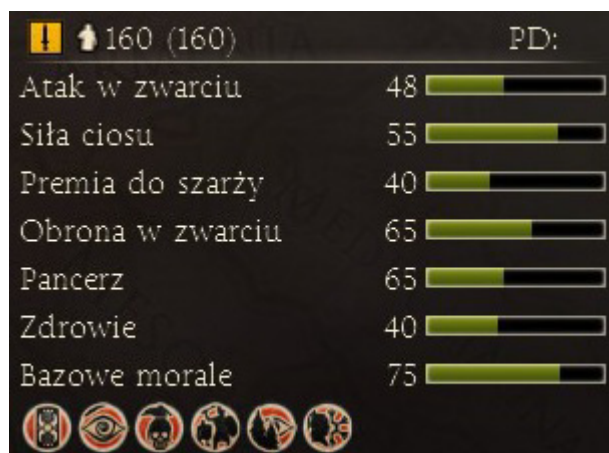 160 (160) PD:
Atak w zwarciu 48
Siła ciosu 55
Premia do szarży 40
Obrona w zwarciu 65
Pancerz 65
Zdrowie 40
Bazowe morale 75